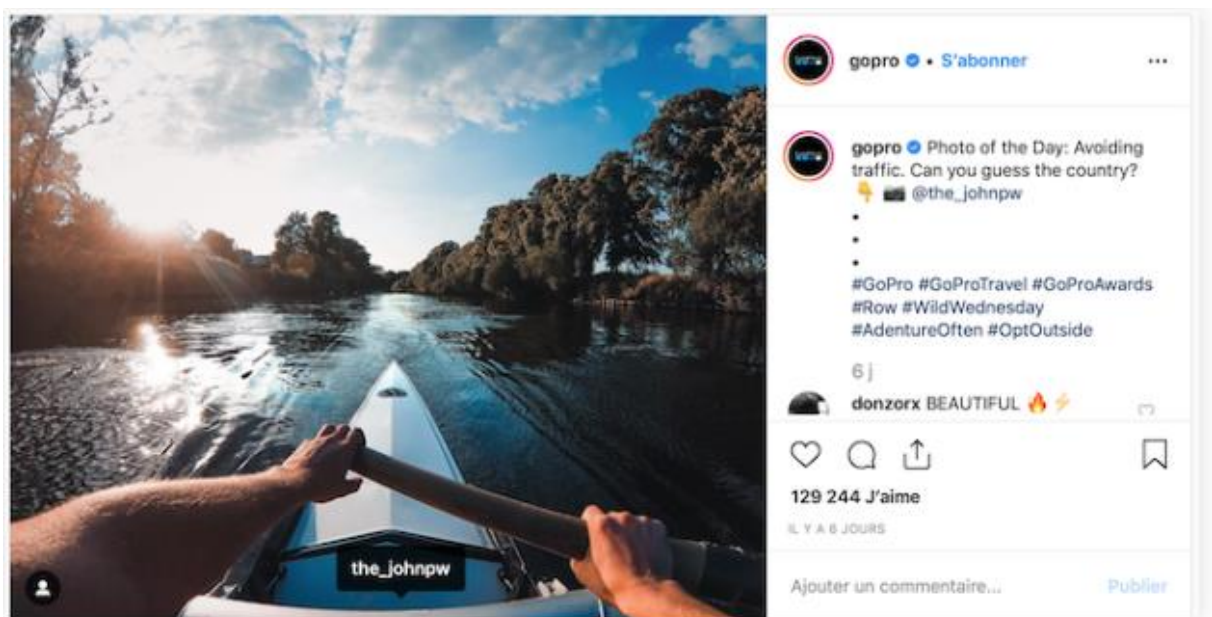 gopro • S'abonner
gopro Photo of the Day: Avoiding
traffic. Can you guess the country?
👇 📷 @the_johnpw
•
•
•
#GoPro #GoProTravel #GoProAwards
#Row #WildWednesday
#AdentureOften #OptOutside
6 j
donzorx BEAUTIFUL 🔥⚡
129 244 J'aime
IL Y A 6 JOURS
the_johnpw
Ajouter un commentaire... Publier